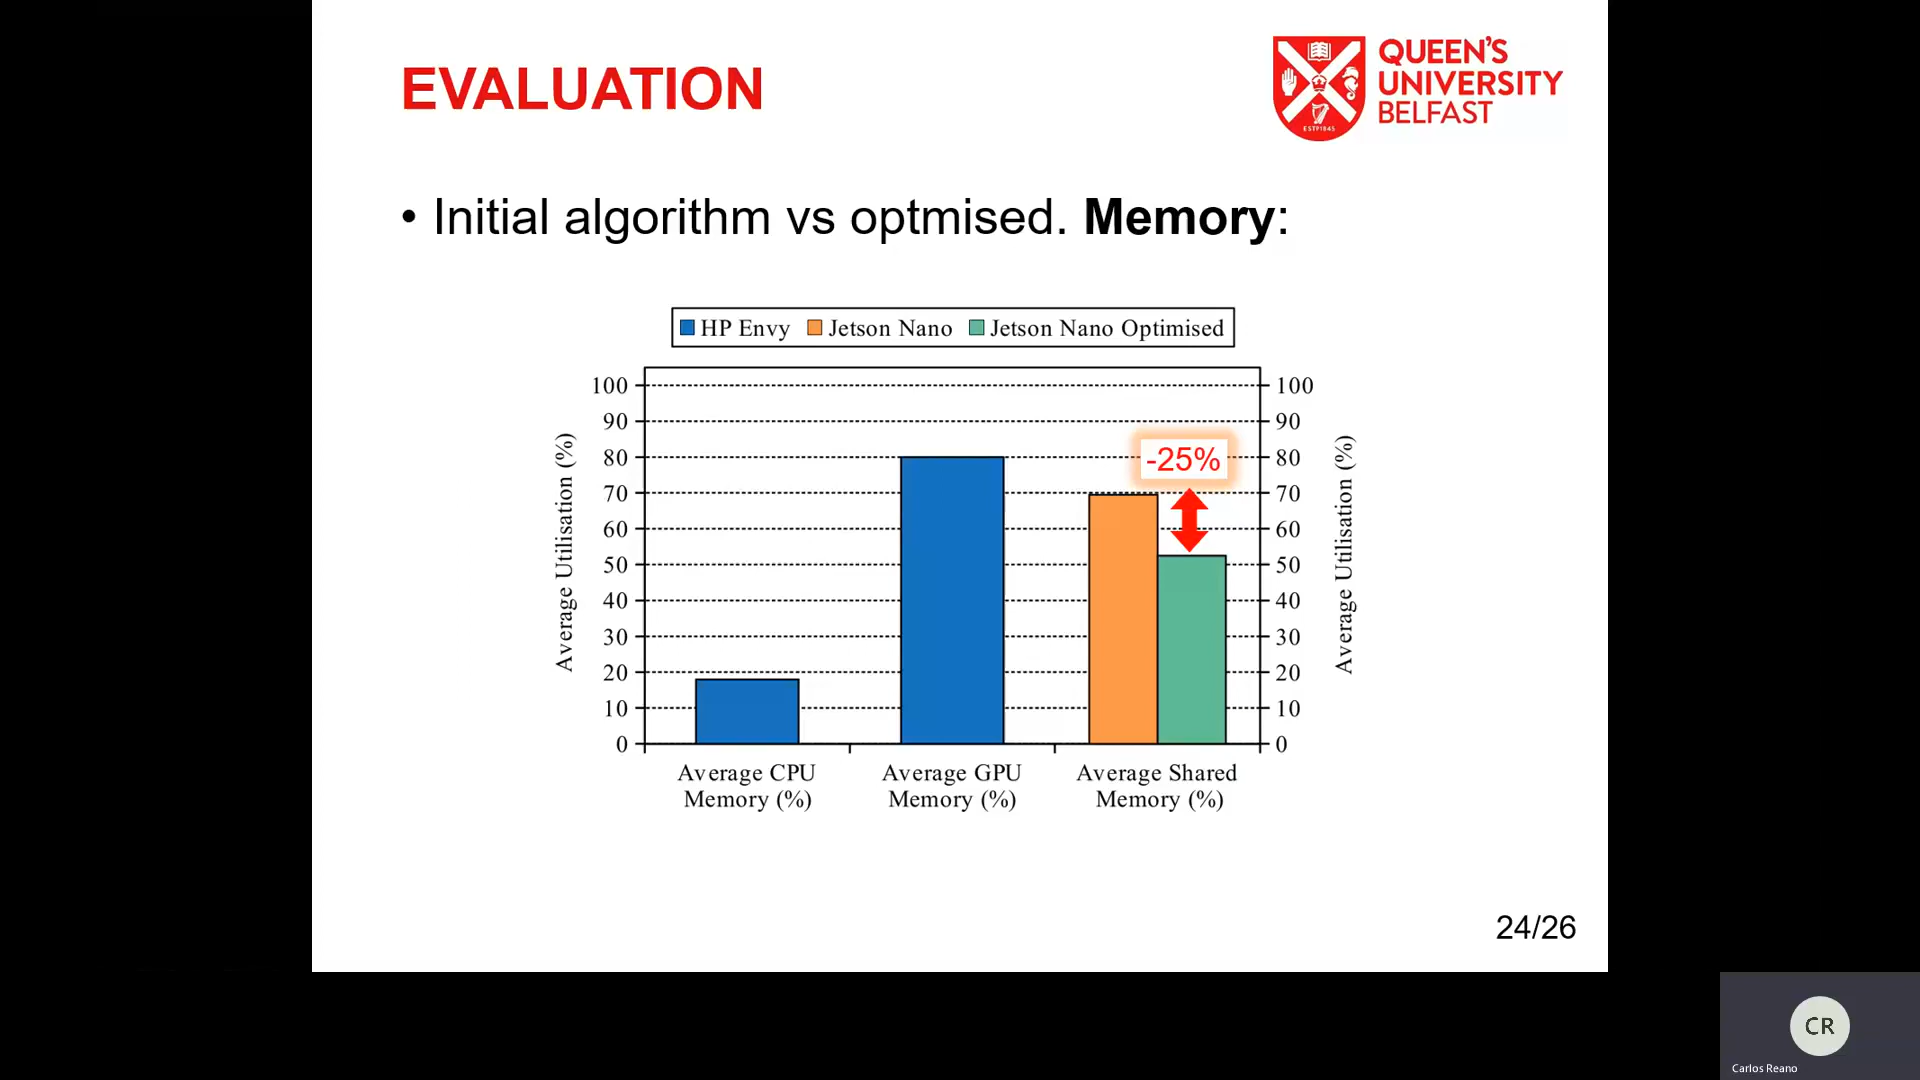 EVALUATION
QUEEN'S
UNIVERSITY
BELFAST
ESTD1845
• Initial algorithm vs optmised. Memory:
HP Envy Jetson Nano Jetson Nano Optimised
100 100
90 90
-25%
80 80
70 70
60 60
50 50
40 40
30 30
20 20
10 10
0 0
Average Utilisation (%)
Average Utilisation (%)
Average CPU
Memory (%)
Average GPU
Memory (%)
Average Shared
Memory (%)
24/26
CR
Carlos Reano